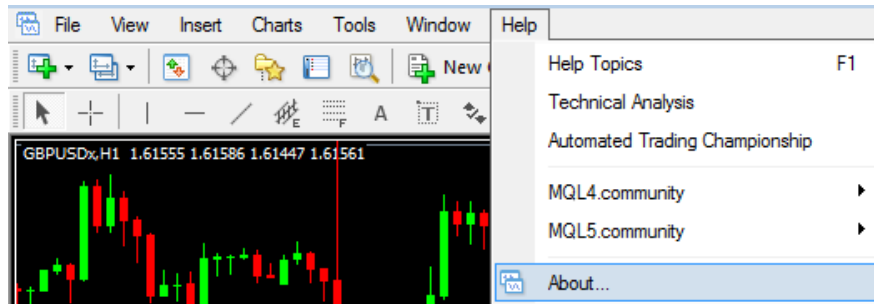 File View Insert Charts Tools Window Help
New
Help Topics F1
Technical Analysis
Automated Trading Championship
MQL4.community
MQL5.community
About...
E F A T
GBPUSDx,H1 1.61555 1.61586 1.61447 1.61561